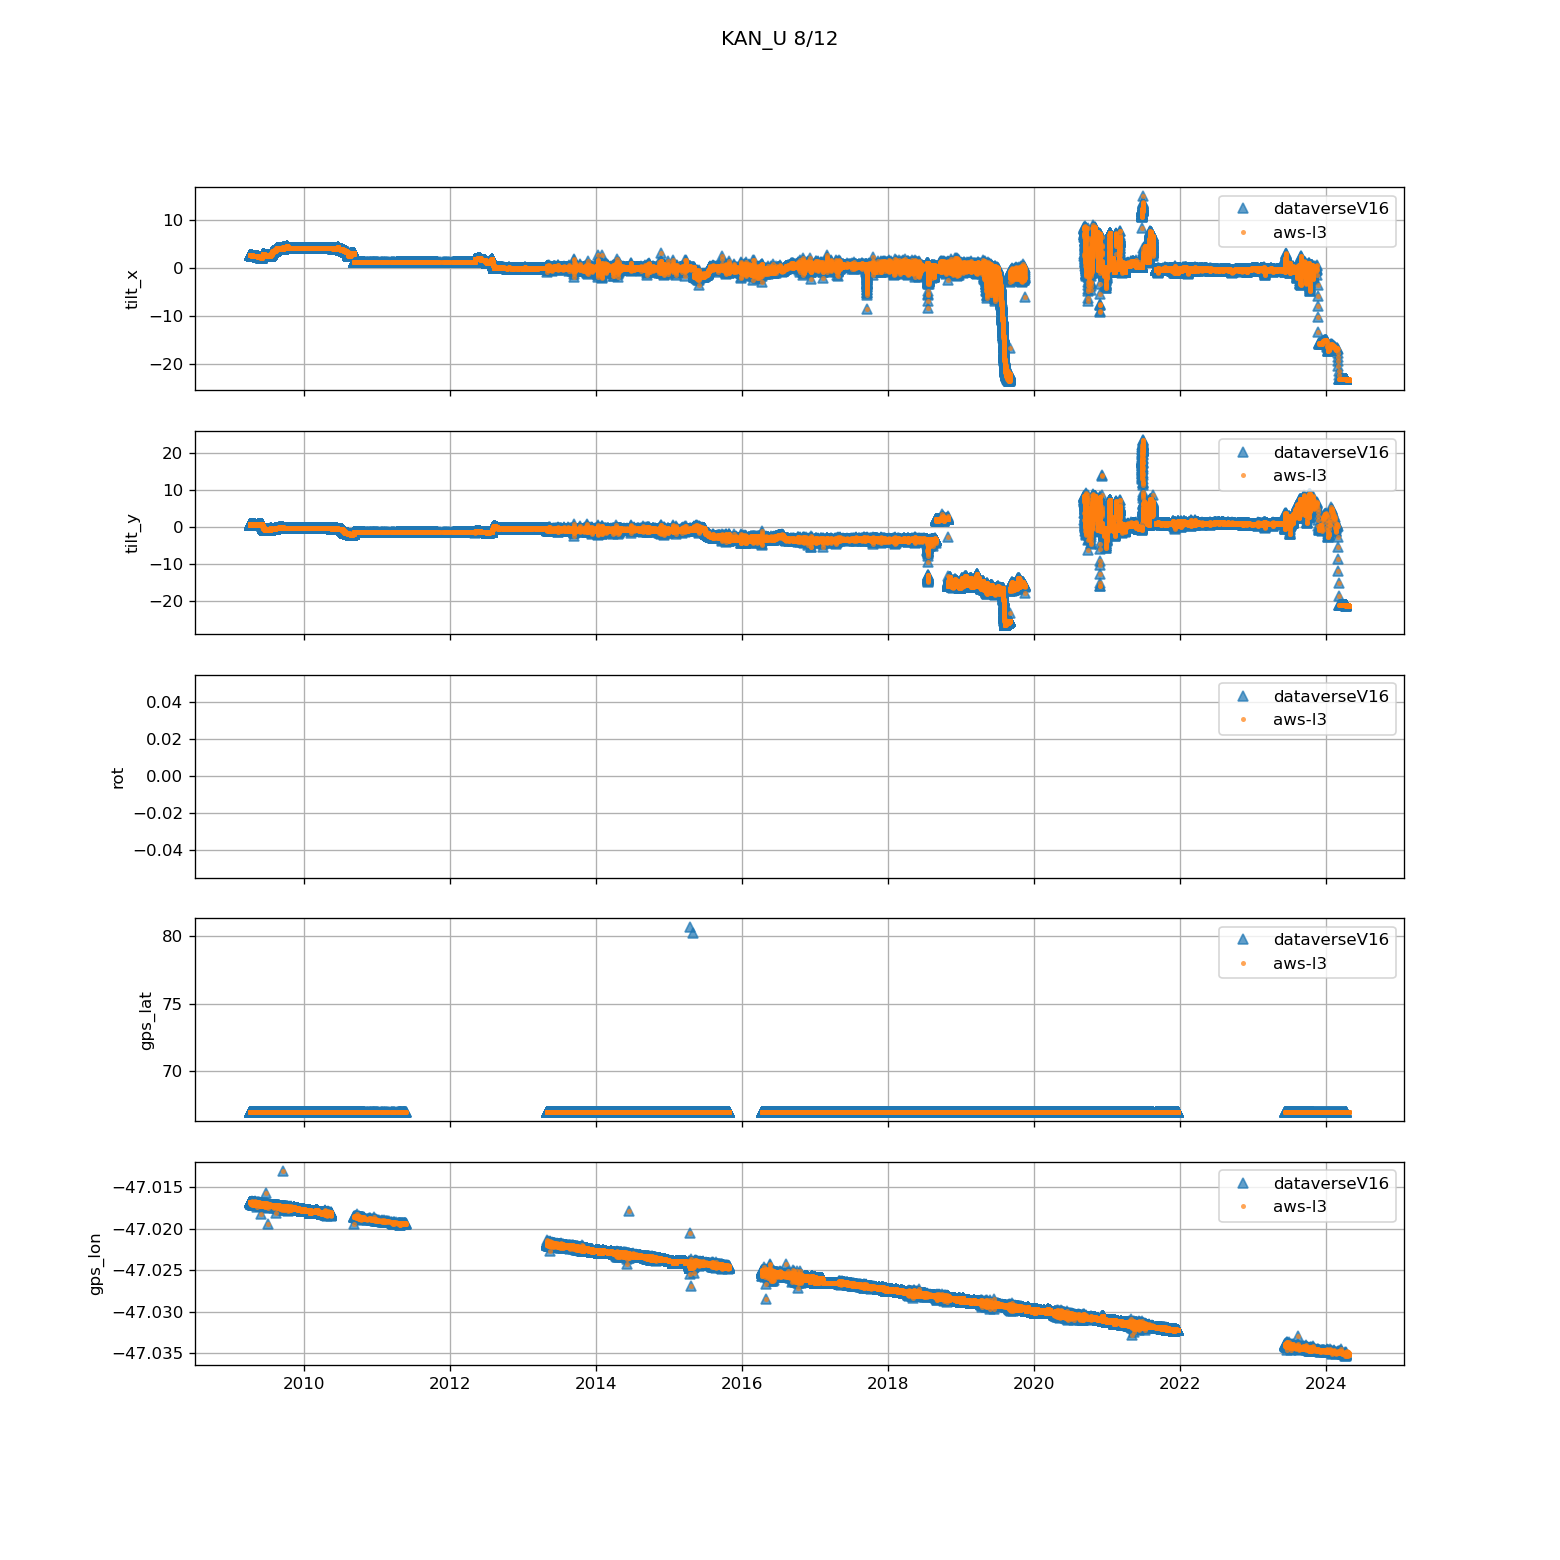 KAN_U 8/12
10
0
−10
−20
tilt_x
dataverseV16
aws-l3
20
10
0
−10
−20
tilt_y
dataverseV16
aws-l3
0.04
0.02
0.00
−0.02
−0.04
rot
dataverseV16
aws-l3
80
75
70
gps_lat
dataverseV16
aws-l3
−47.015
−47.020
−47.025
−47.030
−47.035
gps_lon
dataverseV16
aws-l3
2010 2012 2014 2016 2018 2020 2022 2024